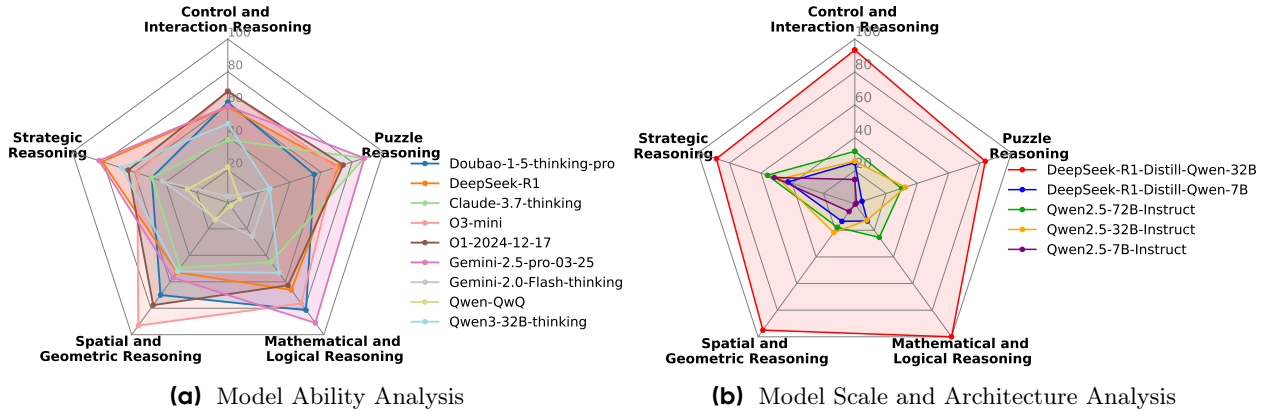 Control and
Interaction Reasoning
100
80
60
40
20
Strategic
Reasoning
Puzzle
Reasoning
Spatial and
Geometric Reasoning
Mathematical and
Logical Reasoning
Doubao-1-5-thinking-pro
DeepSeek-R1
Claude-3.7-thinking
O3-mini
O1-2024-12-17
Gemini-2.5-pro-03-25
Gemini-2.0-Flash-thinking
Qwen-QwQ
Qwen3-32B-thinking
(a) Model Ability Analysis
Control and
Interaction Reasoning
100
80
60
40
20
Strategic
Reasoning
Puzzle
Reasoning
Spatial and
Geometric Reasoning
Mathematical and
Logical Reasoning
DeepSeek-R1-Distill-Qwen-32B
DeepSeek-R1-Distill-Qwen-7B
Qwen2.5-72B-Instruct
Qwen2.5-32B-Instruct
Qwen2.5-7B-Instruct
(b) Model Scale and Architecture Analysis